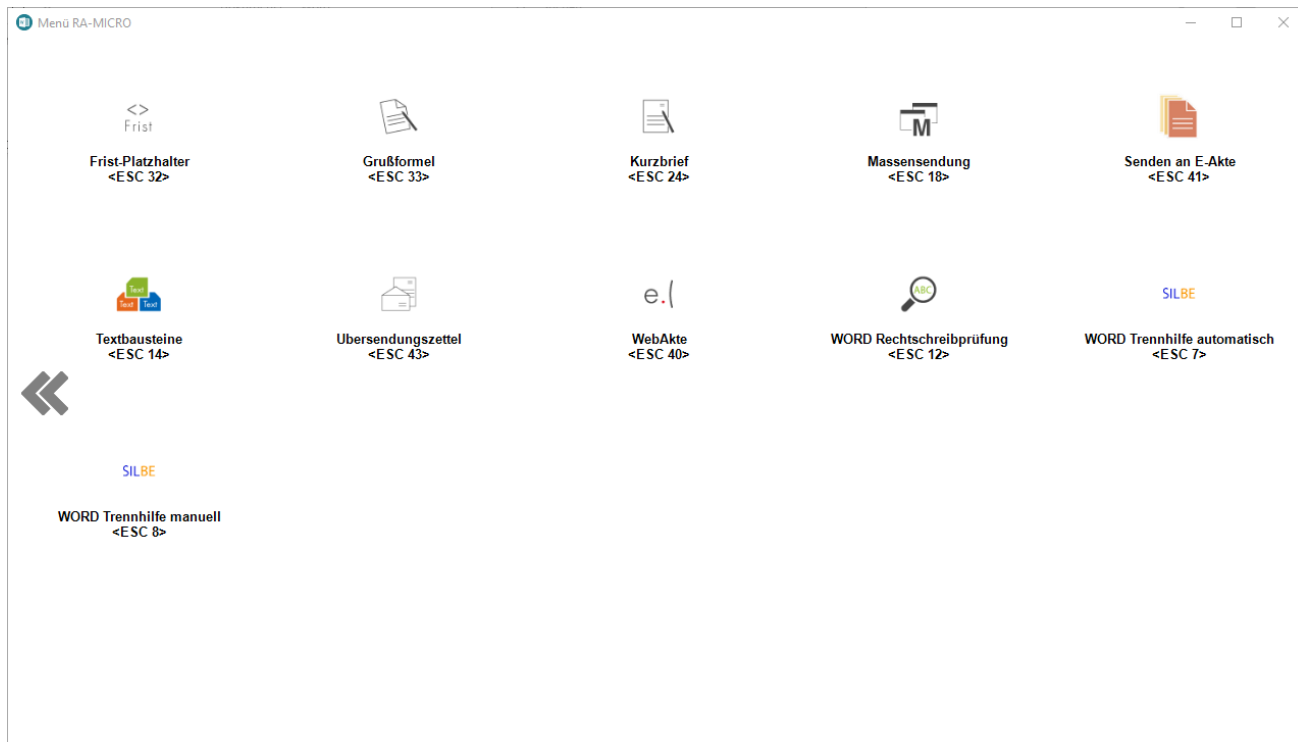 Menü RA-MICRO
<>
Frist
Frist-Platzhalter
<ESC 32>
Grußformel
<ESC 33>
Kurzbrief
<ESC 24>
M
Massensendung
<ESC 18>
Senden an E-Akte
<ESC 41>
Text
Text Text
Textbausteine
<ESC 14>
Übersendungszettel
<ESC 43>
e.(
WebAkte
<ESC 40>
ABC
WORD Rechtschreibprüfung
<ESC 12>
SILBE
WORD Trennhilfe automatisch
<ESC 7>
SILBE
WORD Trennhilfe manuell
<ESC 8>